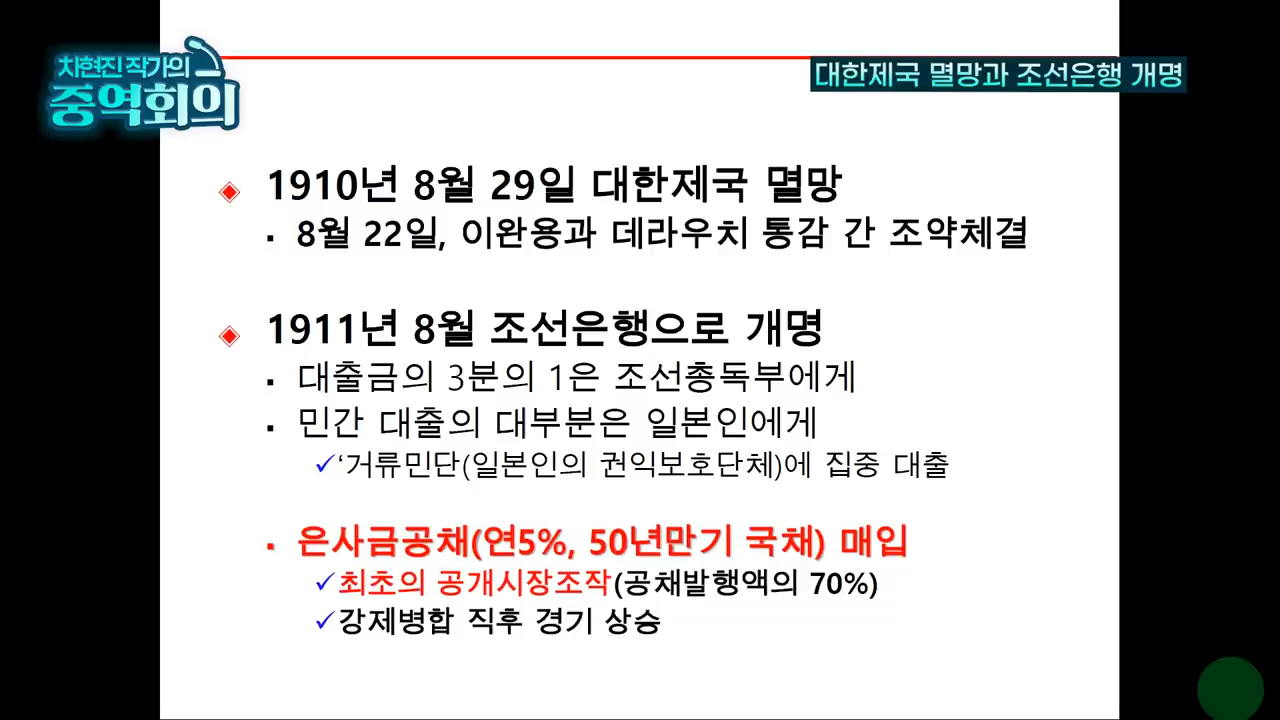 차현진 작가의
중역회의
대한제국 멸망과 조선은행 개명
1910년 8월 29일 대한제국 멸망
▪ 8월 22일, 이완용과 데라우치 통감 간 조약체결
1911년 8월 조선은행으로 개명
▪ 대출금의 3분의 1은 조선총독부에게
▪ 민간 대출의 대부분은 일본인에게
✓‘거류민단(일본인의 권익보호단체)에 집중 대출
▪ 은사금공채(연5%, 50년만기 국채) 매입
✓최초의 공개시장조작(공채발행액의 70%)
✓강제병합 직후 경기 상승